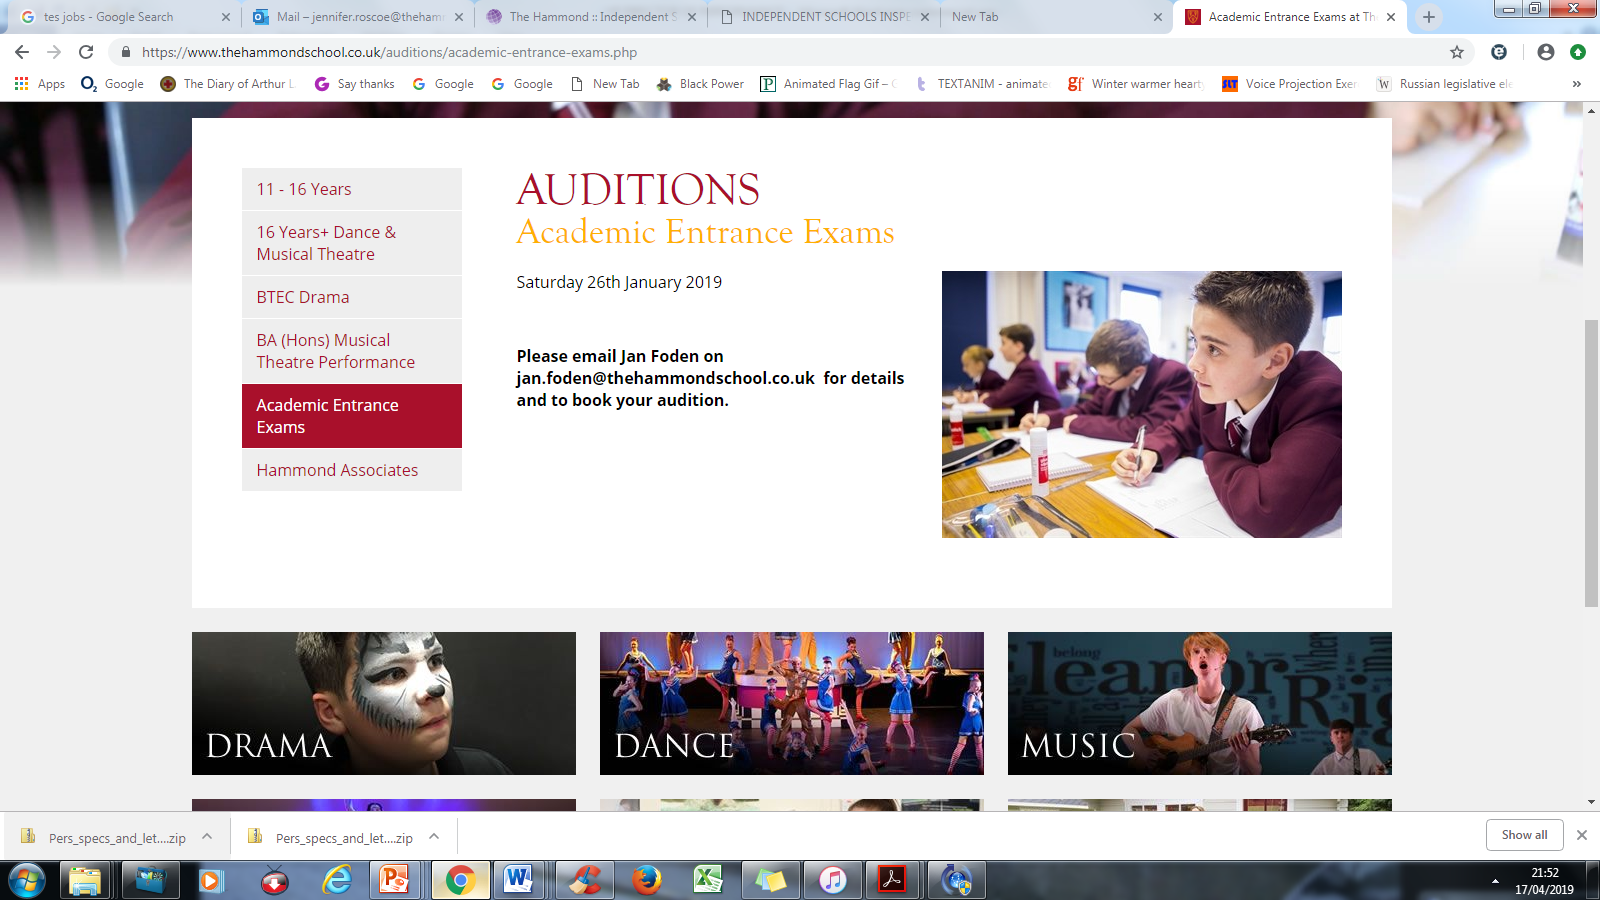 tes jobs - Google Search
Mail – jennifer.roscoe@theham
The Hammond :: Independent S
INDEPENDENT SCHOOLS INSPE
New Tab
Academic Entrance Exams at Th
https://www.thehammondschool.co.uk/auditions/academic-entrance-exams.php
Apps
Google
The Diary of Arthur L
Say thanks
Google
Google
New Tab
Black Power
Animated Flag Gif – C
TEXTANIM - animate
Winter warmer heart
Voice Projection Exer
Russian legislative ele
11 - 16 Years
16 Years+ Dance &
Musical Theatre
BTEC Drama
BA (Hons) Musical
Theatre Performance
Academic Entrance
Exams
Hammond Associates
AUDITIONS
Academic Entrance Exams
Saturday 26th January 2019
Please email Jan Foden on
jan.foden@thehammondschool.co.uk for details
and to book your audition.
DRAMA
DANCE
belong
Eleanor
Rig
MUSIC
Pers_specs_and_let....zip
Pers_specs_and_let....zip
Show all
21:52
17/04/2019